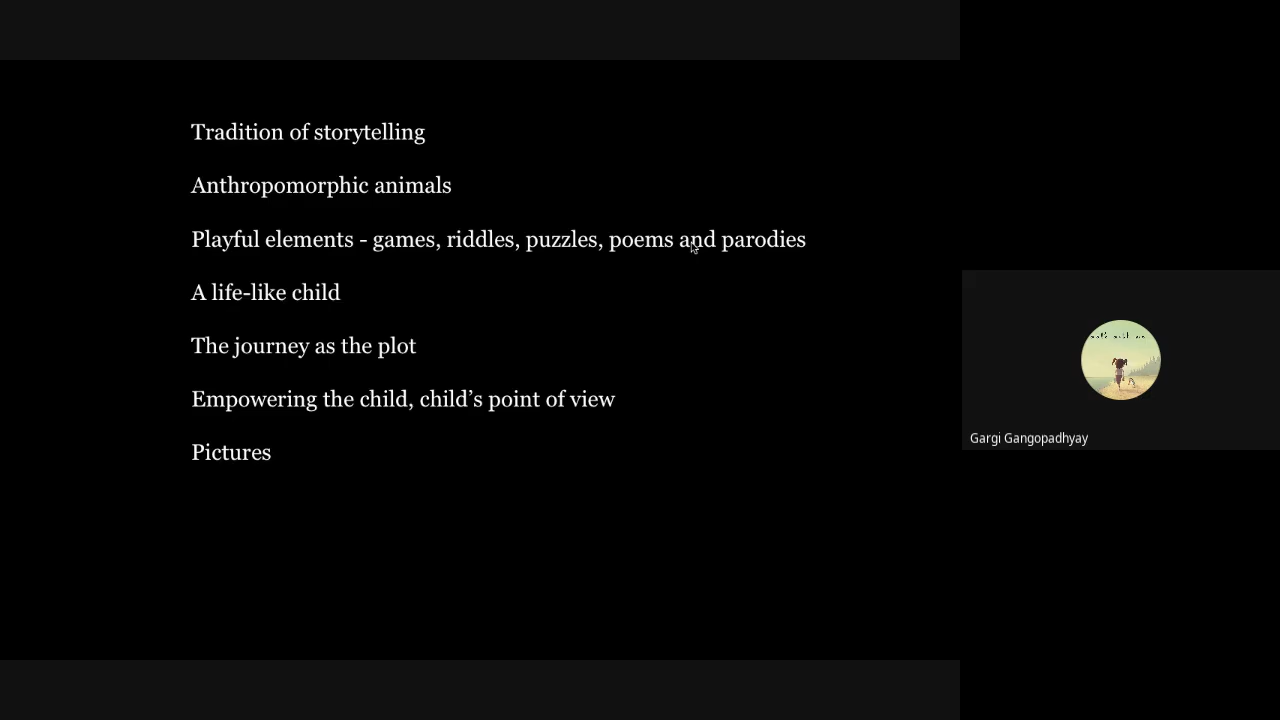 Tradition of storytelling
Anthropomorphic animals
Playful elements - games, riddles, puzzles, poems and parodies
A life-like child
The journey as the plot
Empowering the child, child’s point of view
Pictures
Gargi Gangopadhyay